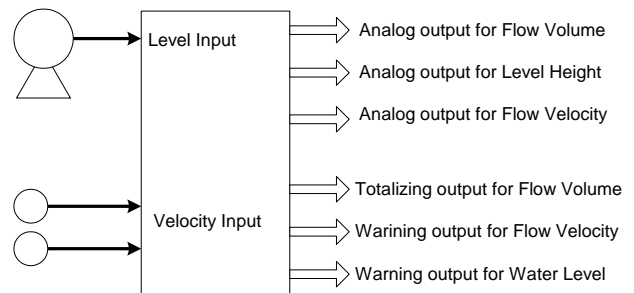 Level Input
Velocity Input
Analog output for Flow Volume
Analog output for Level Height
Analog output for Flow Velocity
Totalizing output for Flow Volume
Warining output for Flow Velocity
Warning output for Water Level